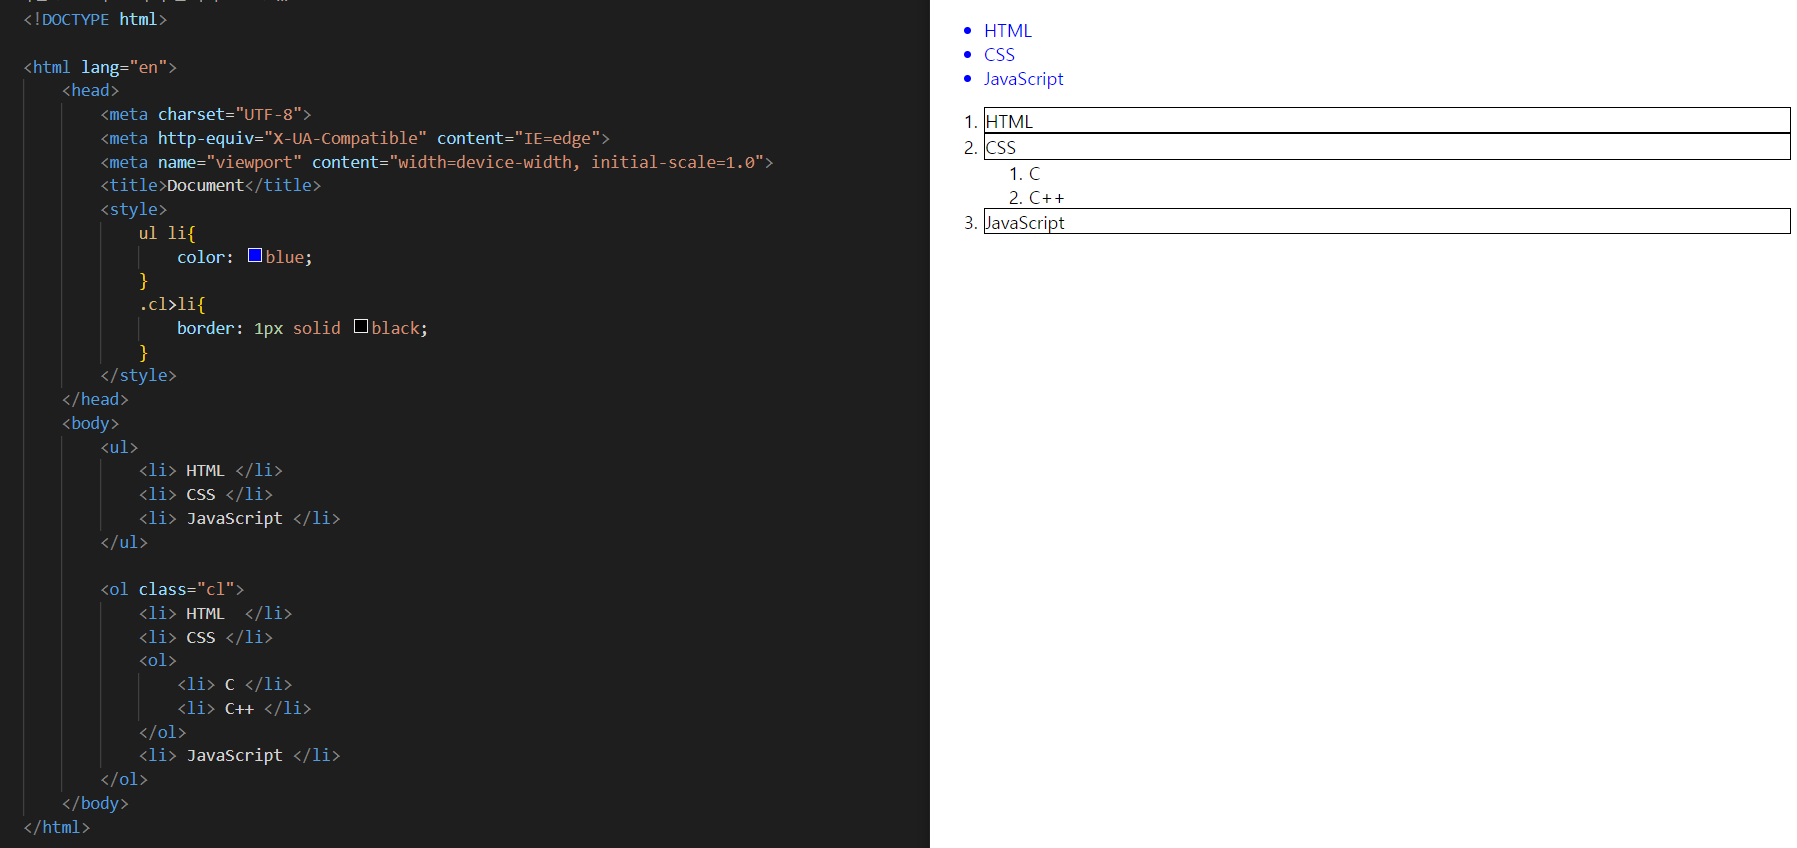 <!DOCTYPE html>
<html lang="en">
<head>
<meta charset="UTF-8">
<meta http-equiv="X-UA-Compatible" content="IE=edge">
<meta name="viewport" content="width=device-width, initial-scale=1.0">
<title>Document</title>
<style>
ul li{
color: blue;
}
.cl>li{
border: 1px solid black;
}
</style>
</head>
<body>
<ul>
<li> HTML </li>
<li> CSS </li>
<li> JavaScript </li>
</ul>
<ol class="cl">
<li> HTML  </li>
<li> CSS </li>
<ol>
<li> C </li>
<li> C++ </li>
</ol>
<li> JavaScript </li>
</ol>
</body>
</html>
• HTML
• CSS
• JavaScript
1. HTML
2. CSS
1. C
2. C++
3. JavaScript